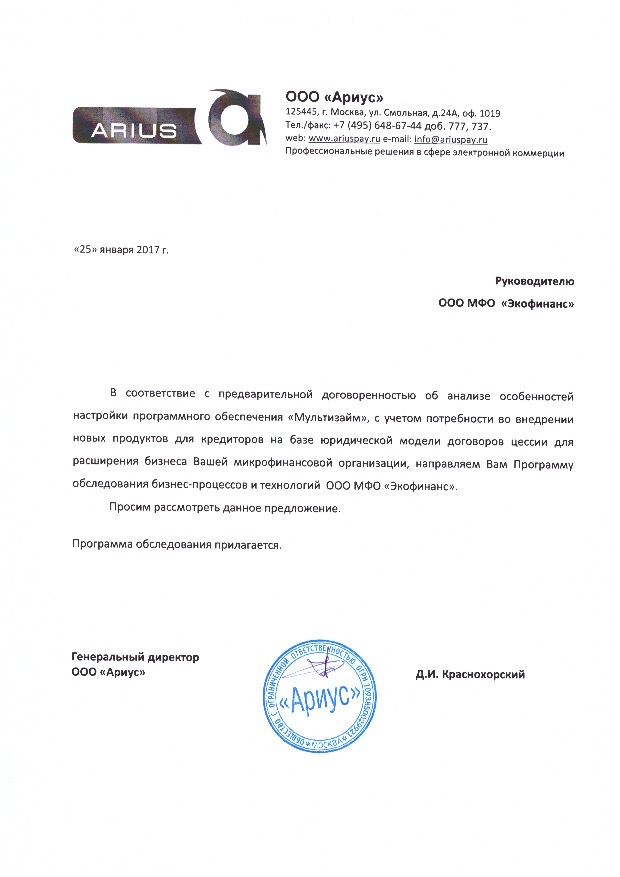 ARIUS
ООО «Ариус»
125445, г. Москва, ул. Смольная, д.24А, оф. 1019
Тел./факс: +7 (495) 648-67-44 доб. 777, 737.
web: www.ariuspay.ru e-mail: info@ariuspay.ru
Профессиональные решения в сфере электронной коммерции
«25» января 2017 г.
Руководителю
ООО МФО «Экофинанс»
В соответствие с предварительной договоренностью об анализе особенностей
настройки программного обеспечения «Мультизайм», с учетом потребности во внедрении
новых продуктов для кредиторов на базе юридической модели договоров цессии для
расширения бизнеса Вашей микрофинансовой организации, направляем Вам Программу
обследования бизнес-процессов и технологий ООО МФО «Экофинанс».
Просим рассмотреть данное предложение.
Программа обследования прилагается.
Генеральный директор
ООО «Ариус»
ОБЩЕСТВО С ОГРАНИЧЕННОЙ ОТВЕТСТВЕННОСТЬЮ ОГРН
«Ариус»
МОСКВА
Д.И. Краснохорский